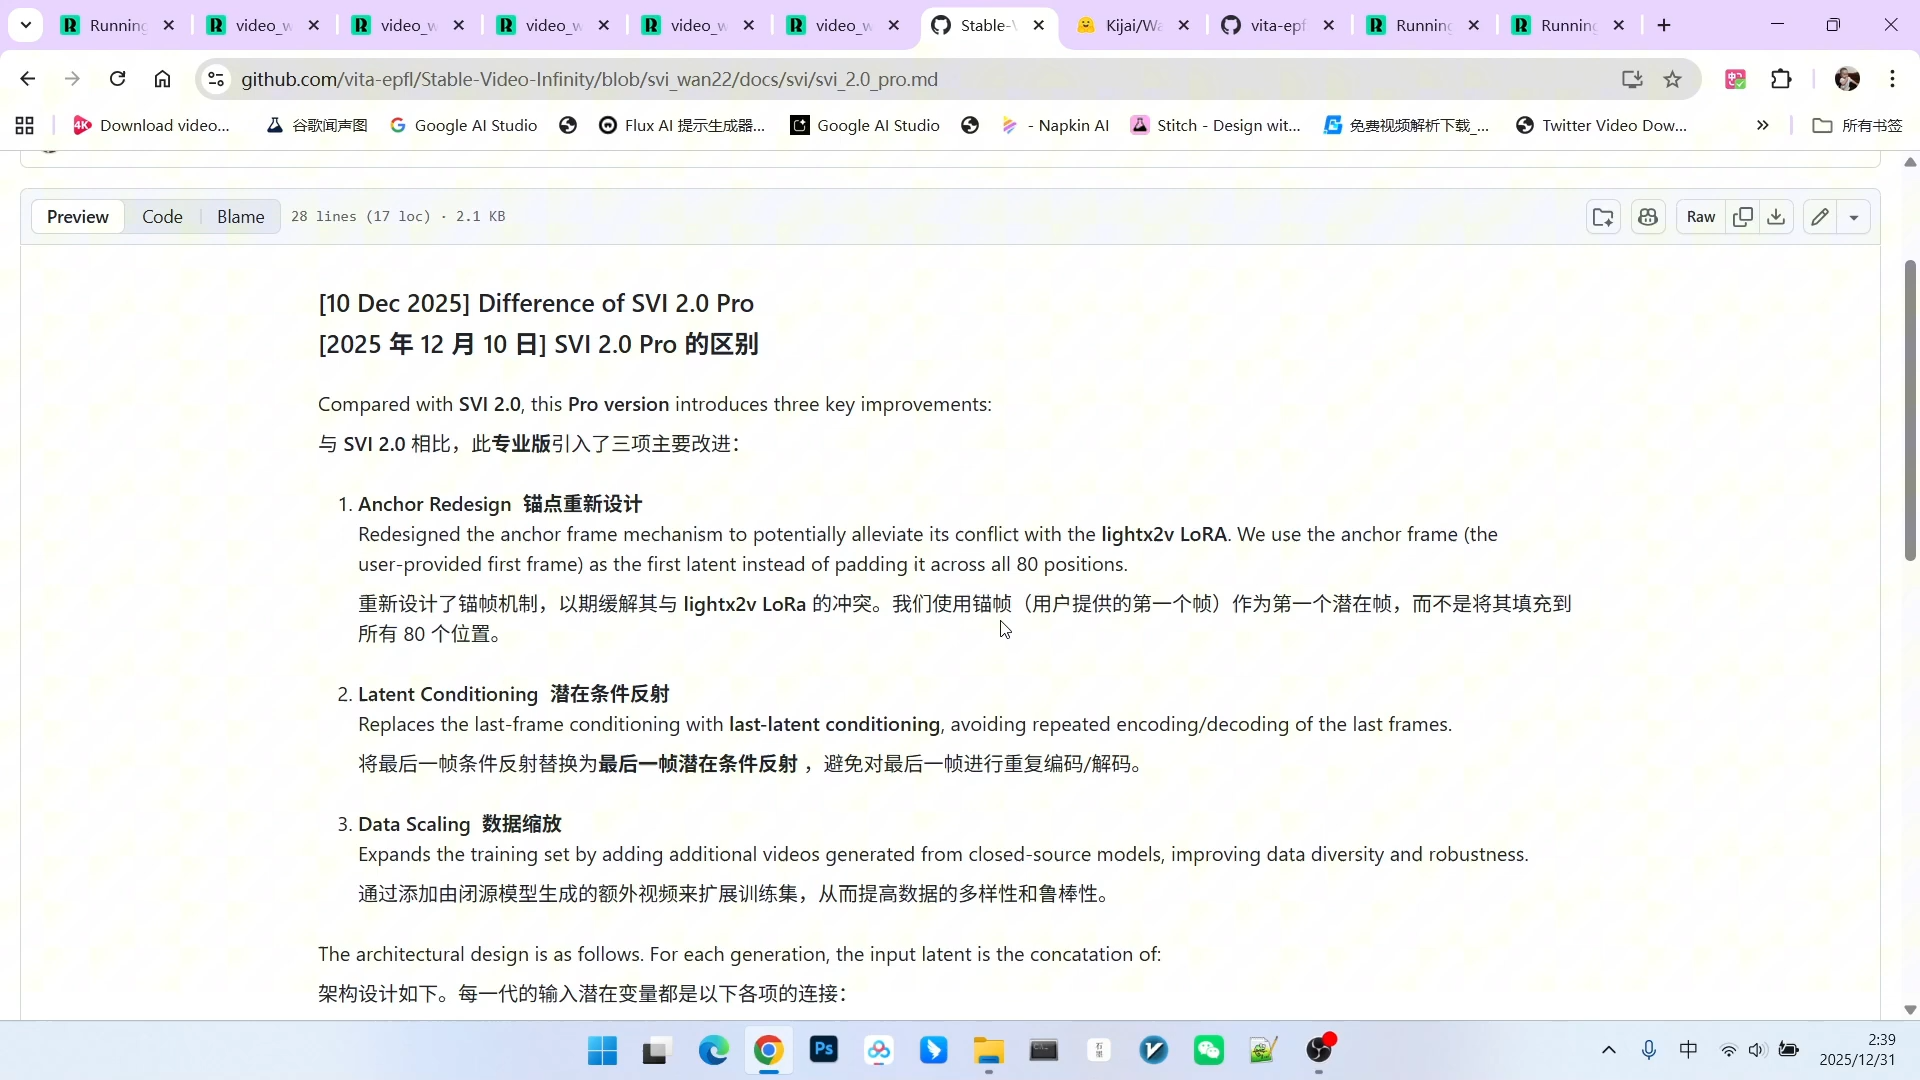 Running
video_w
video_w
video_w
video_w
video_w
Stable-V
Kijai/Wa
vita-epf
Running
Running
github.com/vita-epfl/Stable-Video-Infinity/blob/svi_wan22/docs/svi/svi_2.0_pro.md
Download video...
谷歌闻声图
Google AI Studio
Flux AI 提示生成器...
Google AI Studio
- Napkin AI
Stitch - Design wit...
免费视频解析下载_...
Twitter Video Dow...
所有书签
Preview
Code
Blame
28 lines (17 loc) · 2.1 KB
Raw
[10 Dec 2025] Difference of SVI 2.0 Pro
[2025 年 12 月 10 日] SVI 2.0 Pro 的区别
Compared with SVI 2.0, this Pro version introduces three key improvements:
与 SVI 2.0 相比，此专业版引入了三项主要改进：
1. Anchor Redesign 锚点重新设计
Redesigned the anchor frame mechanism to potentially alleviate its conflict with the lightx2v LoRA. We use the anchor frame (the
user-provided first frame) as the first latent instead of padding it across all 80 positions.
重新设计了锚帧机制，以期缓解其与 lightx2v LoRa 的冲突。我们使用锚帧（用户提供的第一个帧）作为第一个潜在帧，而不是将其填充到
所有 80 个位置。
2. Latent Conditioning 潜在条件反射
Replaces the last-frame conditioning with last-latent conditioning, avoiding repeated encoding/decoding of the last frames.
将最后一帧条件反射替换为最后一帧潜在条件反射 ，避免对最后一帧进行重复编码/解码。
3. Data Scaling 数据缩放
Expands the training set by adding additional videos generated from closed-source models, improving data diversity and robustness.
通过添加由闭源模型生成的额外视频来扩展训练集，从而提高数据的多样性和鲁棒性。
The architectural design is as follows. For each generation, the input latent is the concatation of:
架构设计如下。每一代的输入潜在变量都是以下各项的连接：
Ps
石墨
中
2:39
2025/12/31